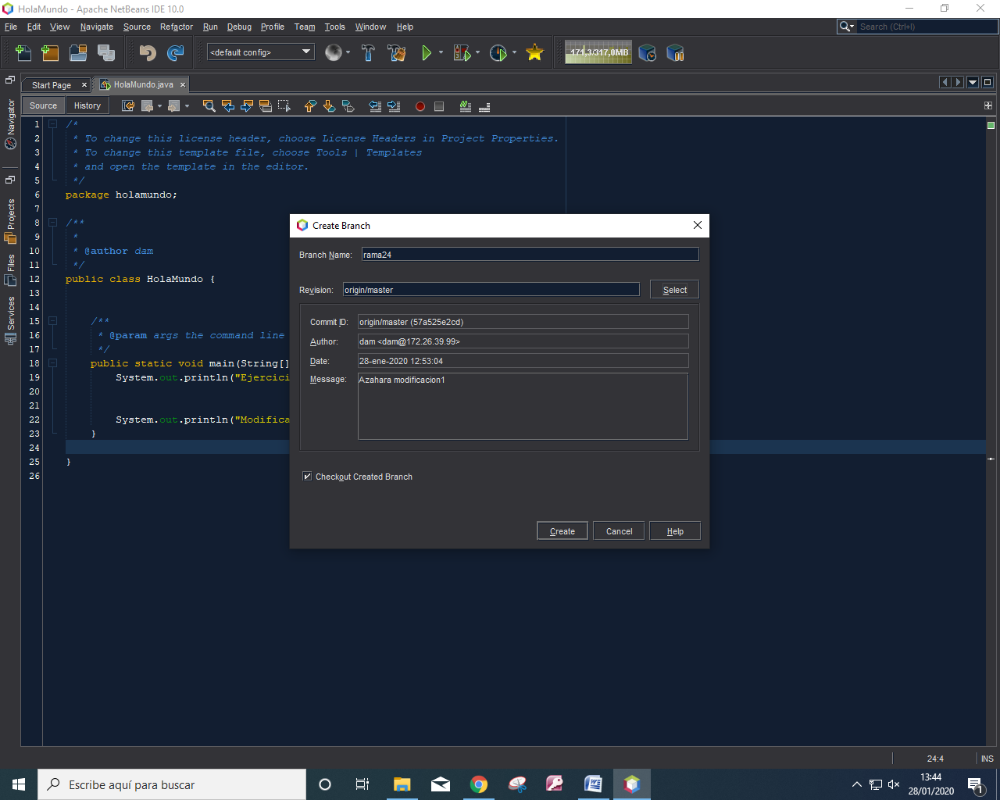 HolaMundo - Apache NetBeans IDE 10.0
File Edit View Navigate Source Refactor Run Debug Profile Team Tools Window Help
Search (Ctrl+I)
<default config>
171,3/317,0MB
Start Page
HolaMundo.java
Source History
Navigator
Projects
Files
Services
1 /*
2 * To change this license header, choose License Headers in Project Properties.
3 * To change this template file, choose Tools | Templates
4 * and open the template in the editor.
5 */
6 package holamundo;
7
8 /**
9 *
10 * @author dam
11 */
12 public class HolaMundo {
13
14
15 /**
16 * @param args the command line
17 */
18 public static void main(String[]
19 System.out.println("Ejercici
20
21
22 System.out.println("Modifica
23 }
24
25 }
26
Create Branch
Branch Name: rama24
Revision: origin/master Select
Commit ID: origin/master (57a525e2cd)
Author: dam <dam@172.26.39.99>
Date: 28-ene-2020 12:53:04
Message: Azahara modificacion1
Checkout Created Branch
Create Cancel Help
24:4 INS
Escribe aquí para buscar
13:44
28/01/2020
1